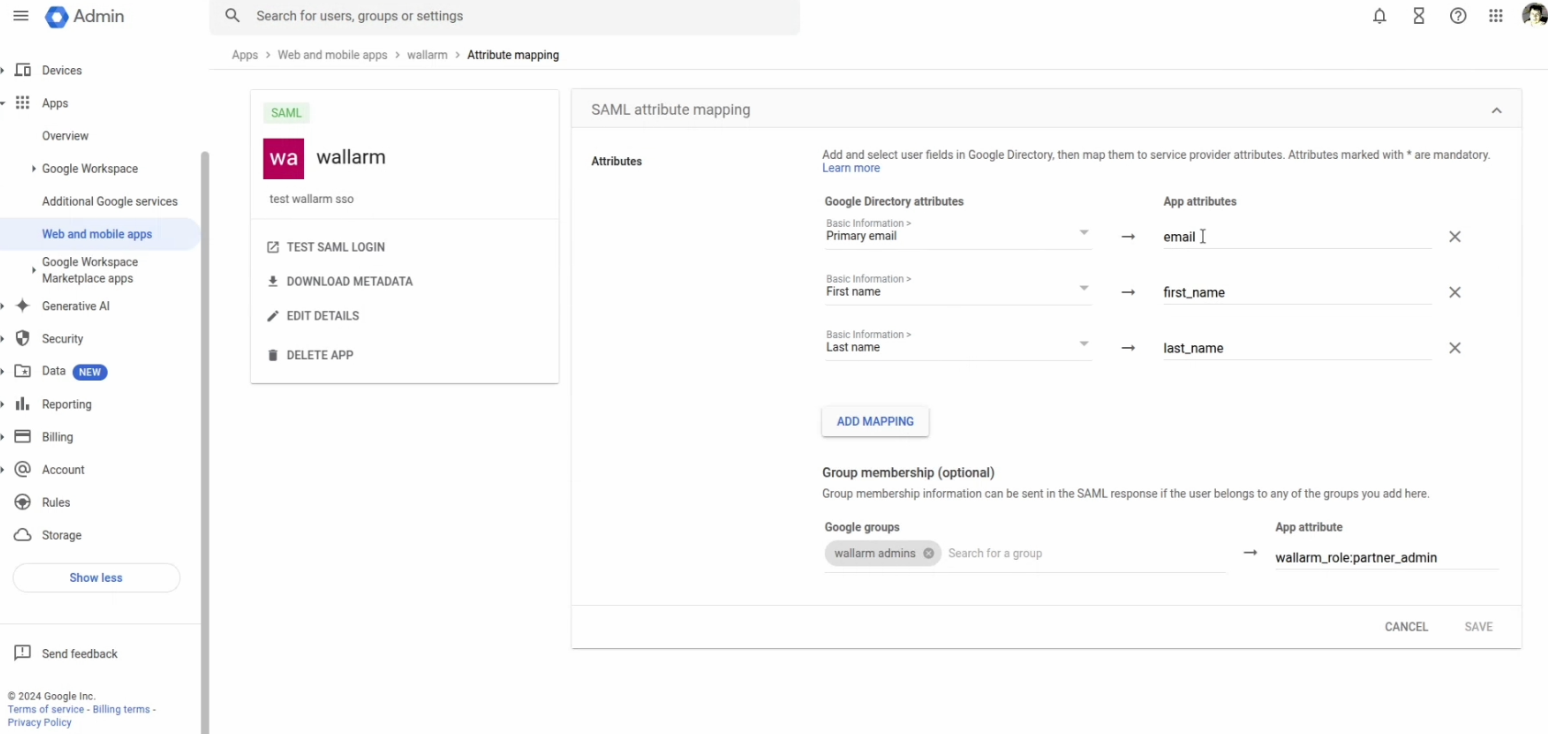 Admin
Search for users, groups or settings
Apps > Web and mobile apps > wallarm > Attribute mapping
Devices
Apps
Overview
Google Workspace
Additional Google services
Web and mobile apps
Google Workspace
Marketplace apps
Generative AI
Security
Data NEW
Reporting
Billing
Account
Rules
Storage
Show less
Send feedback
© 2024 Google Inc.
Terms of service - Billing terms -
Privacy Policy
SAML
wa wallarm
test wallarm sso
TEST SAML LOGIN
DOWNLOAD METADATA
EDIT DETAILS
DELETE APP
SAML attribute mapping
Attributes
Add and select user fields in Google Directory, then map them to service provider attributes. Attributes marked with * are mandatory.
Learn more
Google Directory attributes App attributes
Basic Information >
Primary email → email
Basic Information >
First name → first_name
Basic Information >
Last name → last_name
ADD MAPPING
Group membership (optional)
Group membership information can be sent in the SAML response if the user belongs to any of the groups you add here.
Google groups App attribute
wallarm admins Search for a group → wallarm_role:partner_admin
CANCEL SAVE